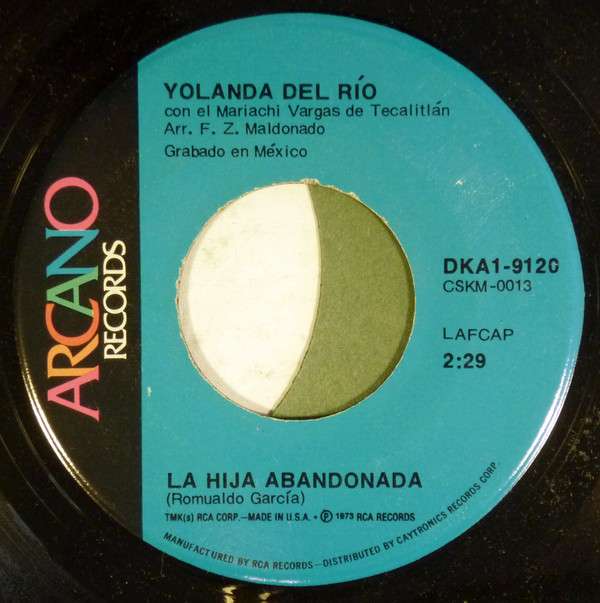 YOLANDA DEL RÍO
con el Mariachi Vargas de Tecalitlán
Arr. F. Z. Maldonado
Grabado en México
ARCANO
RECORDS
DKA1-9120
CSKM-0013
LAFCAP
2:29
LA HIJA ABANDONADA
(Romualdo García)
TMK(s) RCA CORP.—MADE IN U.S.A. • ℗ 1973 RCA RECORDS
MANUFACTURED BY RCA RECORDS—DISTRIBUTED BY CAYTRONICS RECORDS CORP.